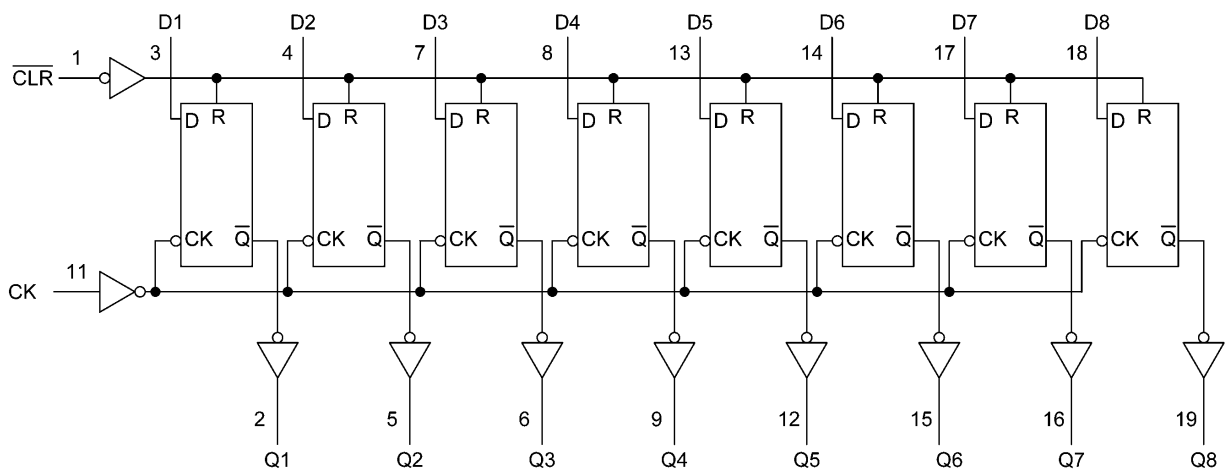 D1 D2 D3 D4 D5 D6 D7 D8
1 3 4 7 8 13 14 17 18
C̅L̅R̅
D R D R D R D R D R D R D R D R
CK Q̅ CK Q̅ CK Q̅ CK Q̅ CK Q̅ CK Q̅ CK Q̅ CK Q̅
11
CK
2 5 6 9 12 15 16 19
Q1 Q2 Q3 Q4 Q5 Q6 Q7 Q8